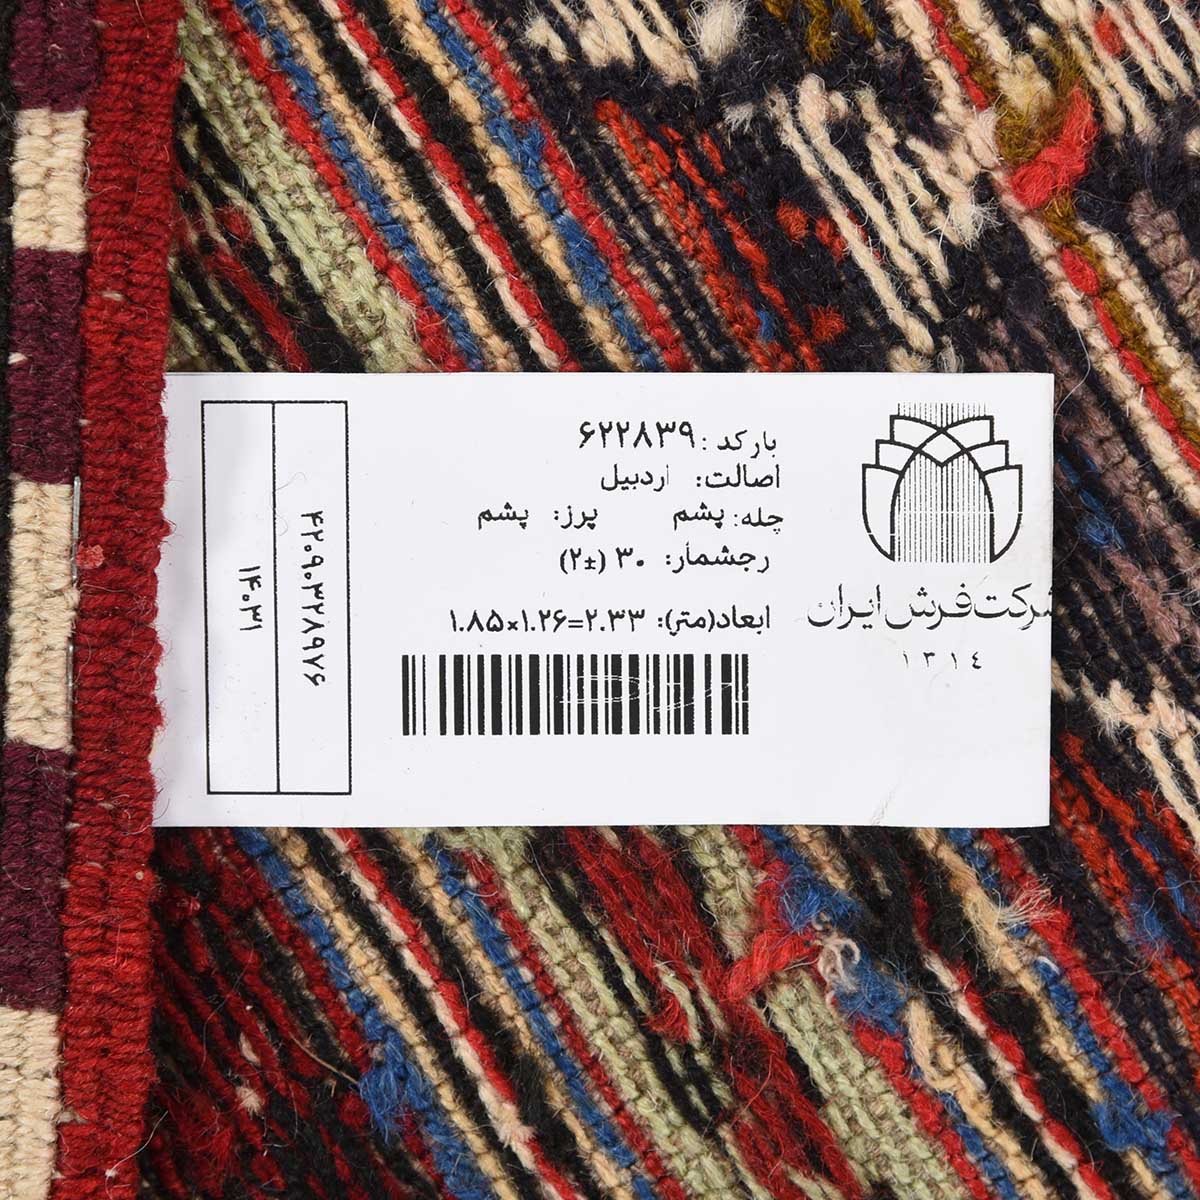 بارکد: ۶۲۲۸۳۹
اصالت: اردبیل
چله: پشم پرز: پشم
رجشمار: ۳۰ (±۲)
ابعاد(متر): ۱.۸۵×۱.۲۶=۲.۳۳
شرکت فرش ایران
١٣١٤
۴۲۰۹۰۳۲۸۹۷۶
۱۴۰۳۱